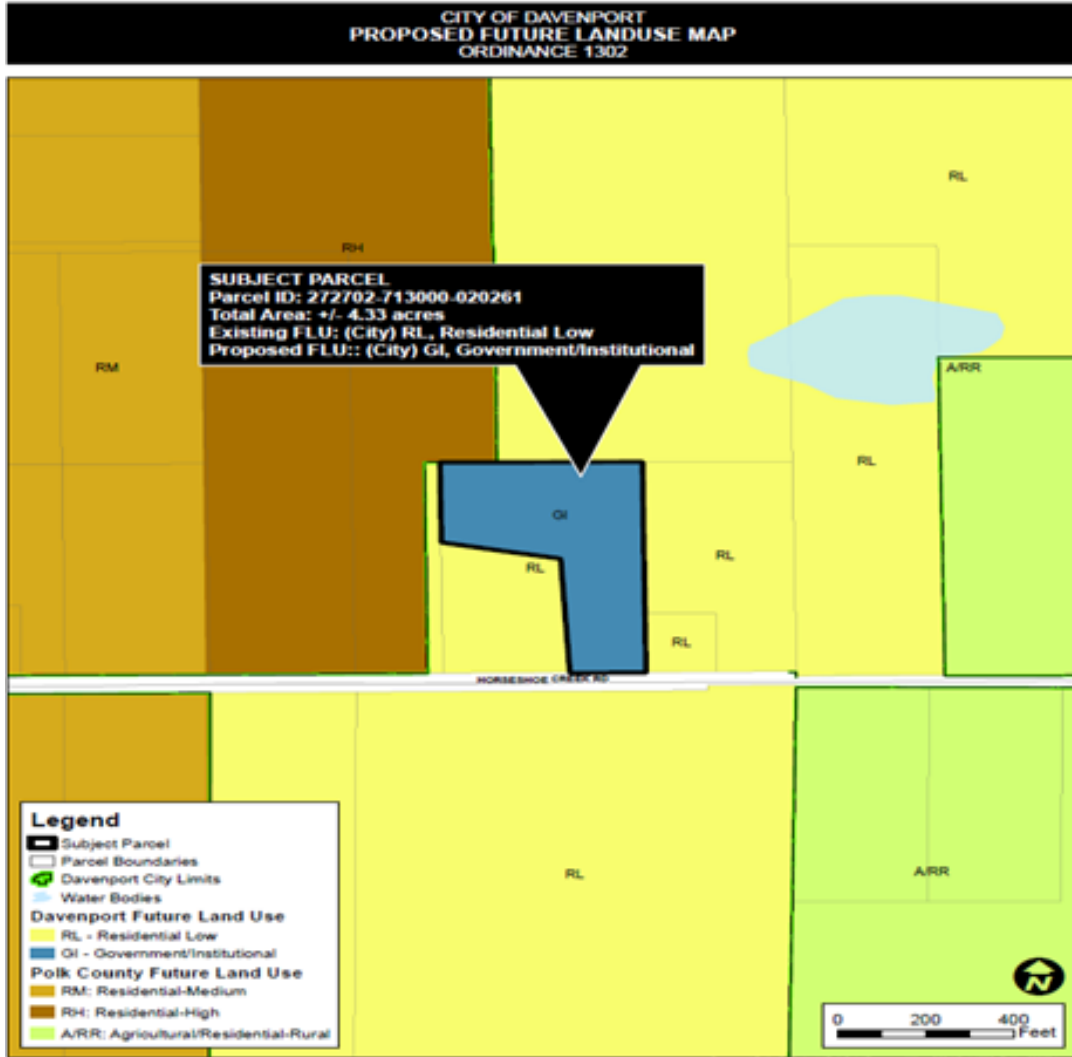 CITY OF DAVENPORT
PROPOSED FUTURE LANDUSE MAP
ORDINANCE 1302
RL
RH
SUBJECT PARCEL
Parcel ID: 272702-713000-020261
Total Area: +/- 4.33 acres
Existing FLU: (City) RL, Residential Low
Proposed FLU:: (City) GI, Government/Institutional
RM
A/RR
RL
GI
RL
RL
RL
HORSESHOE CREEK RD
Legend
Subject Parcel
Parcel Boundaries
Davenport City Limits
Water Bodies
Davenport Future Land Use
RL - Residential Low
GI - Government/Institutional
Polk County Future Land Use
RM: Residential-Medium
RH: Residential-High
A/RR: Agricultural/Residential-Rural
RL
A/RR
N
0 200 400
Feet